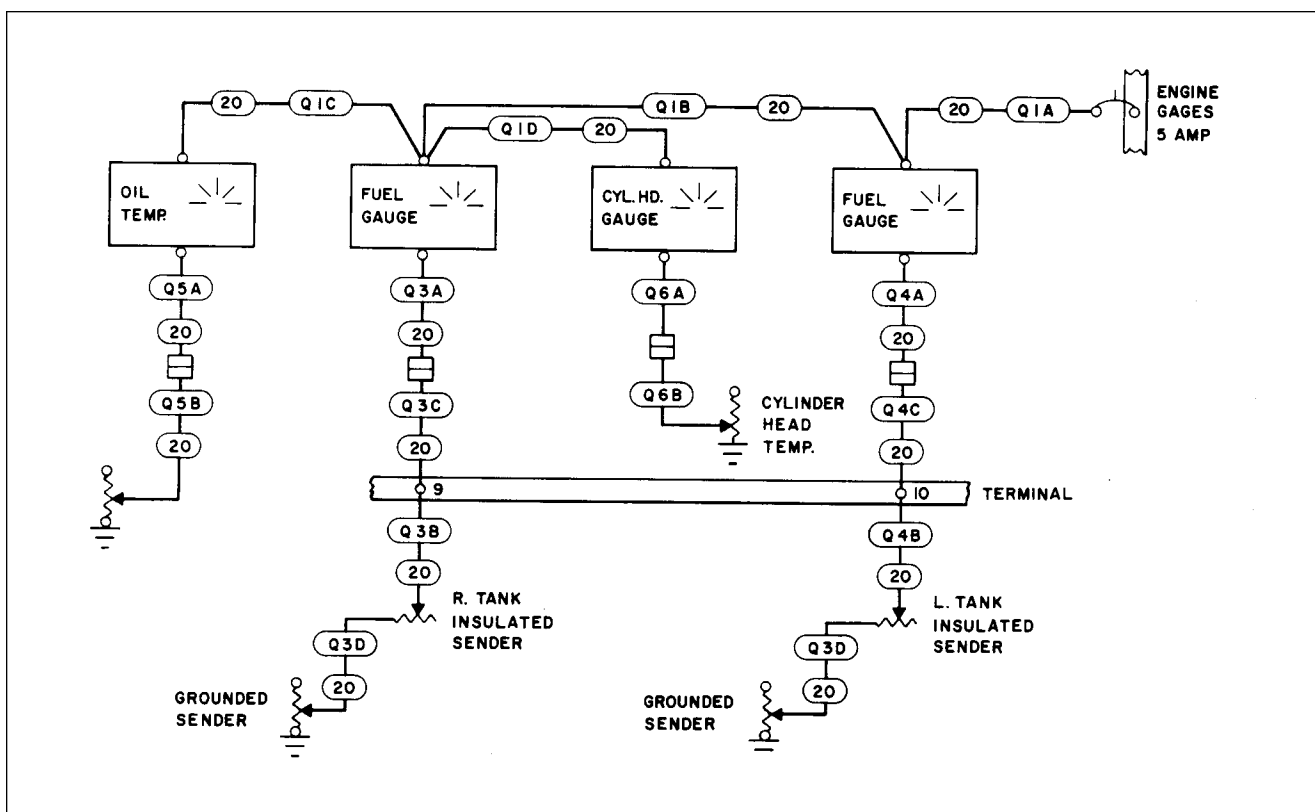 20
Q1C
Q1B
20
20
Q1A
ENGINE
GAGES
5 AMP
Q1D
20
OIL
TEMP.
FUEL
GAUGE
CYL. HD.
GAUGE
FUEL
GAUGE
Q5A
Q3A
Q6A
Q4A
20
20
20
Q5B
Q3C
Q6B
Q4C
20
20
20
CYLINDER
HEAD
TEMP.
9
10
TERMINAL
Q3B
Q4B
20
20
R. TANK
INSULATED
SENDER
L. TANK
INSULATED
SENDER
Q3D
Q3D
20
20
GROUNDED
SENDER
GROUNDED
SENDER